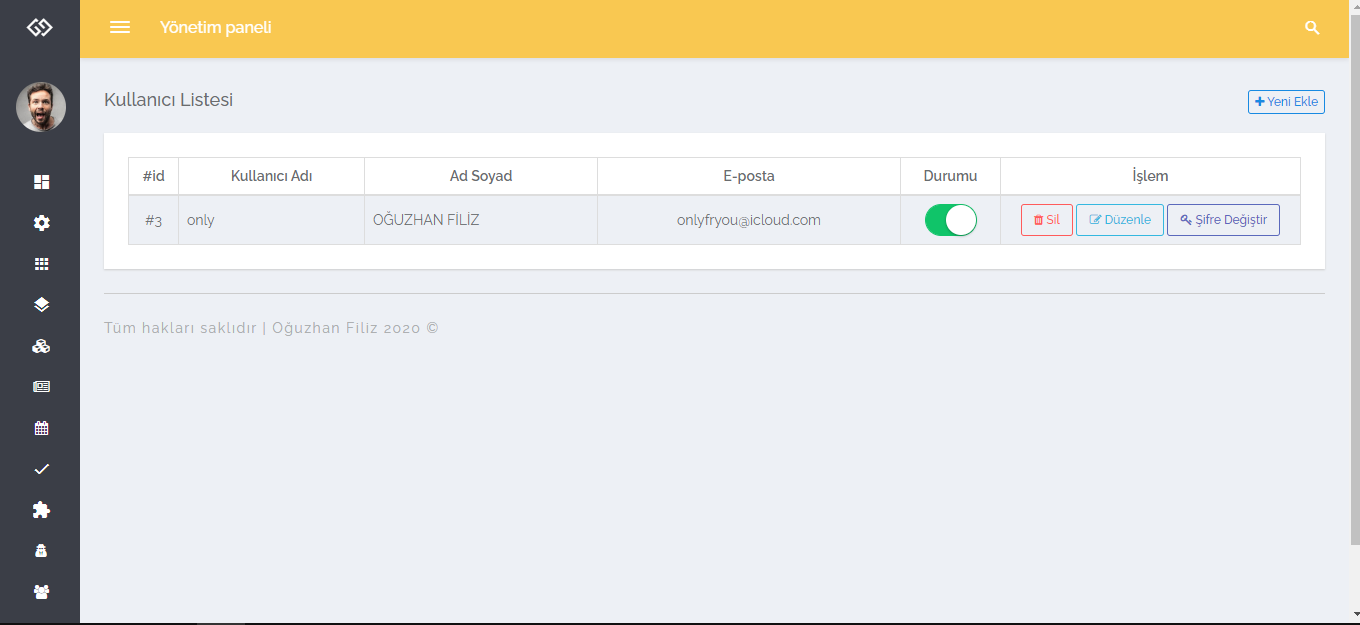 Yönetim paneli
Kullanıcı Listesi
Yeni Ekle
#id Kullanıcı Adı Ad Soyad E-posta Durumu İşlem
#3 only OĞUZHAN FİLİZ onlyfryou@icloud.com Sil Düzenle Şifre Değiştir
Tüm hakları saklıdır | Oğuzhan Filiz 2020 ©